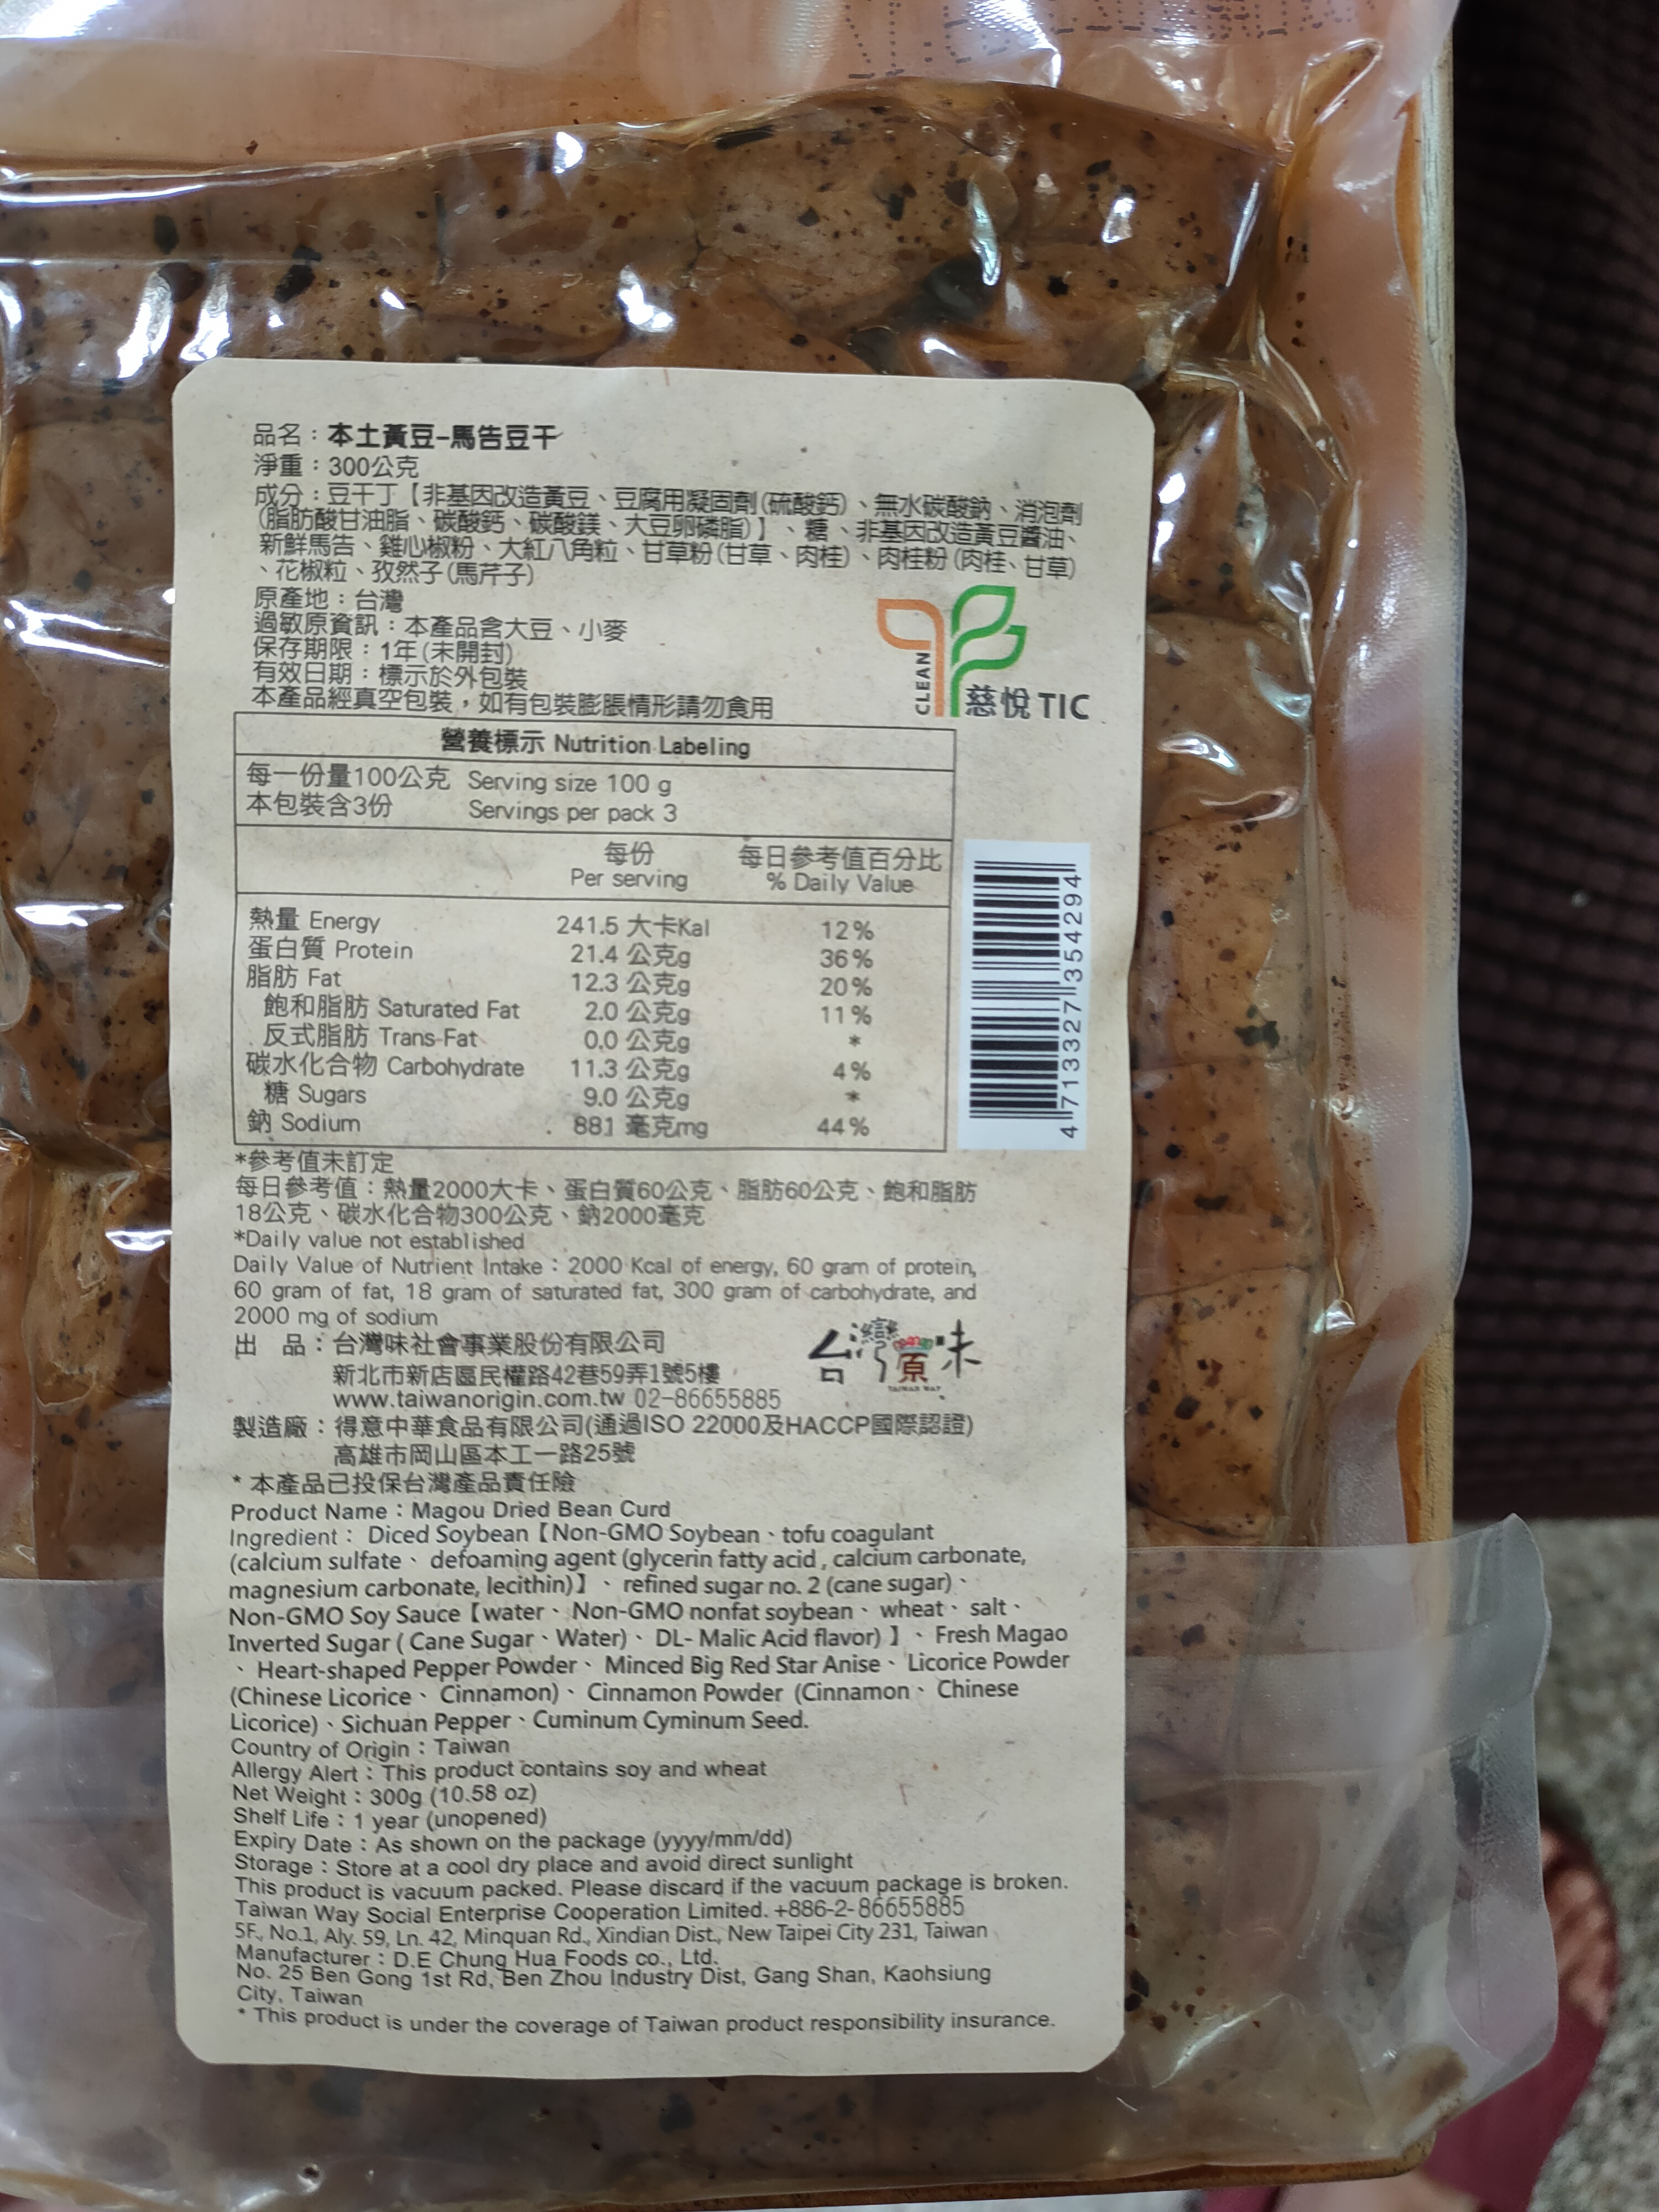 品名：本土黃豆-馬告豆干
淨重：300公克
成分：豆干丁【非基因改造黃豆、豆腐用凝固劑(硫酸鈣)、無水碳酸鈉、消泡劑
(脂肪酸甘油脂、碳酸鈣、碳酸鎂、大豆卵磷脂)】、糖、非基因改造黃豆醬油、
新鮮馬告、雞心椒粉、大紅八角粒、甘草粉(甘草、肉桂)、肉桂粉(肉桂、甘草)
、花椒粒、孜然子(馬芹子)
原產地：台灣
過敏原資訊：本產品含大豆、小麥
保存期限：1年(未開封)
有效日期：標示於外包裝
本產品經真空包裝，如有包裝膨脹情形請勿食用
CLEAN
慈悅TIC
營養標示 Nutrition Labeling
每一份量100公克 Serving size 100 g
本包裝含3份 Servings per pack 3
每份 每日參考值百分比
Per serving % Daily Value
熱量 Energy 241.5 大卡Kal 12%
蛋白質 Protein 21.4 公克g 36%
脂肪 Fat 12.3 公克g 20%
飽和脂肪 Saturated Fat 2.0 公克g 11%
反式脂肪 Trans-Fat 0.0 公克g *
碳水化合物 Carbohydrate 11.3 公克g 4%
糖 Sugars 9.0 公克g *
鈉 Sodium 881 毫克mg 44%
4713327354294
*參考值未訂定
每日參考值：熱量2000大卡、蛋白質60公克、脂肪60公克、飽和脂肪
18公克、碳水化合物300公克、鈉2000毫克
*Daily value not established
Daily Value of Nutrient Intake：2000 Kcal of energy, 60 gram of protein,
60 gram of fat, 18 gram of saturated fat, 300 gram of carbohydrate, and
2000 mg of sodium
出 品：台灣味社會事業股份有限公司
新北市新店區民權路42巷59弄1號5樓
www.taiwanorigin.com.tw 02-86655885
台灣原味
TAIWAN WAY
製造廠：得意中華食品有限公司(通過ISO 22000及HACCP國際認證)
高雄市岡山區本工一路25號
* 本產品已投保台灣產品責任險
Product Name：Magou Dried Bean Curd
Ingredient： Diced Soybean【Non-GMO Soybean、tofu coagulant
(calcium sulfate、 defoaming agent (glycerin fatty acid , calcium carbonate,
magnesium carbonate, lecithin)】、 refined sugar no. 2 (cane sugar)、
Non-GMO Soy Sauce【water、 Non-GMO nonfat soybean、 wheat、 salt、
Inverted Sugar ( Cane Sugar、Water)、 DL- Malic Acid flavor) 】、 Fresh Magao
、 Heart-shaped Pepper Powder、 Minced Big Red Star Anise、 Licorice Powder
(Chinese Licorice、 Cinnamon)、 Cinnamon Powder (Cinnamon、 Chinese
Licorice)、Sichuan Pepper、Cuminum Cyminum Seed.
Country of Origin：Taiwan
Allergy Alert：This product contains soy and wheat
Net Weight：300g (10.58 oz)
Shelf Life：1 year (unopened)
Expiry Date：As shown on the package (yyyy/mm/dd)
Storage：Store at a cool dry place and avoid direct sunlight
This product is vacuum packed. Please discard if the vacuum package is broken.
Taiwan Way Social Enterprise Cooperation Limited. +886-2-86655885
5F., No.1, Aly. 59, Ln. 42, Minquan Rd., Xindian Dist., New Taipei City 231, Taiwan
Manufacturer：D.E Chung Hua Foods co., Ltd.
No. 25 Ben Gong 1st Rd, Ben Zhou Industry Dist, Gang Shan, Kaohsiung
City, Taiwan
* This product is under the coverage of Taiwan product responsibility insurance.